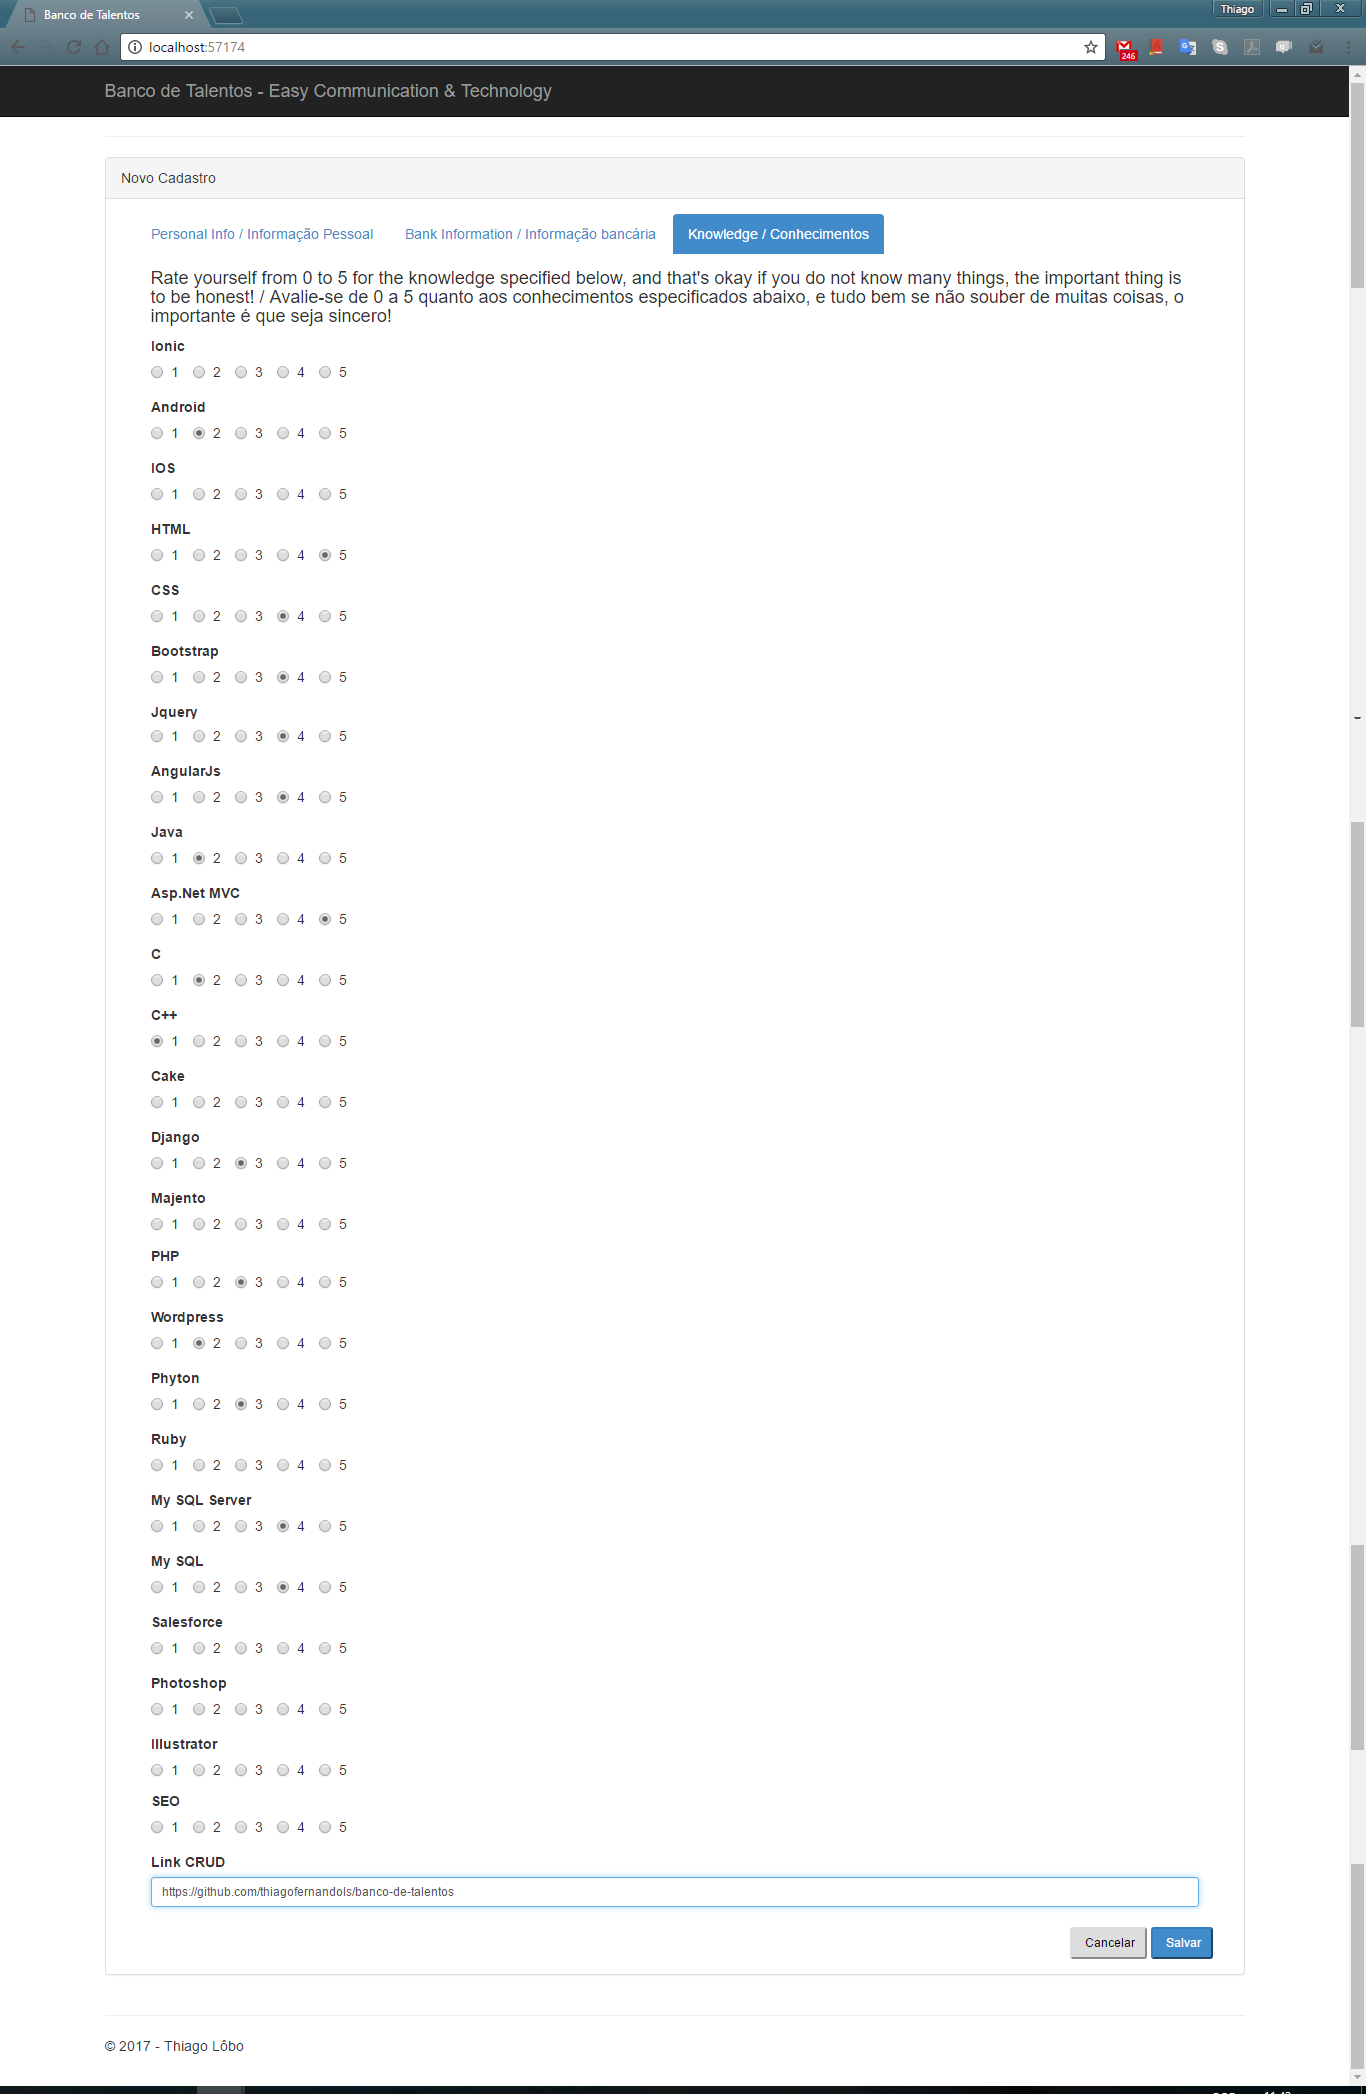 Banco de Talentos
Thiago
localhost:57174
246
Banco de Talentos - Easy Communication & Technology
Novo Cadastro
Personal Info / Informação Pessoal Bank Information / Informação bancária Knowledge / Conhecimentos
Rate yourself from 0 to 5 for the knowledge specified below, and that's okay if you do not know many things, the important thing is
to be honest! / Avalie-se de 0 a 5 quanto aos conhecimentos especificados abaixo, e tudo bem se não souber de muitas coisas, o
importante é que seja sincero!
Ionic
1 2 3 4 5
Android
1 2 3 4 5
IOS
1 2 3 4 5
HTML
1 2 3 4 5
CSS
1 2 3 4 5
Bootstrap
1 2 3 4 5
Jquery
1 2 3 4 5
AngularJs
1 2 3 4 5
Java
1 2 3 4 5
Asp.Net MVC
1 2 3 4 5
C
1 2 3 4 5
C++
1 2 3 4 5
Cake
1 2 3 4 5
Django
1 2 3 4 5
Majento
1 2 3 4 5
PHP
1 2 3 4 5
Wordpress
1 2 3 4 5
Phyton
1 2 3 4 5
Ruby
1 2 3 4 5
My SQL Server
1 2 3 4 5
My SQL
1 2 3 4 5
Salesforce
1 2 3 4 5
Photoshop
1 2 3 4 5
Illustrator
1 2 3 4 5
SEO
1 2 3 4 5
Link CRUD
https://github.com/thiagofernandols/banco-de-talentos
Cancelar Salvar
© 2017 - Thiago Lôbo